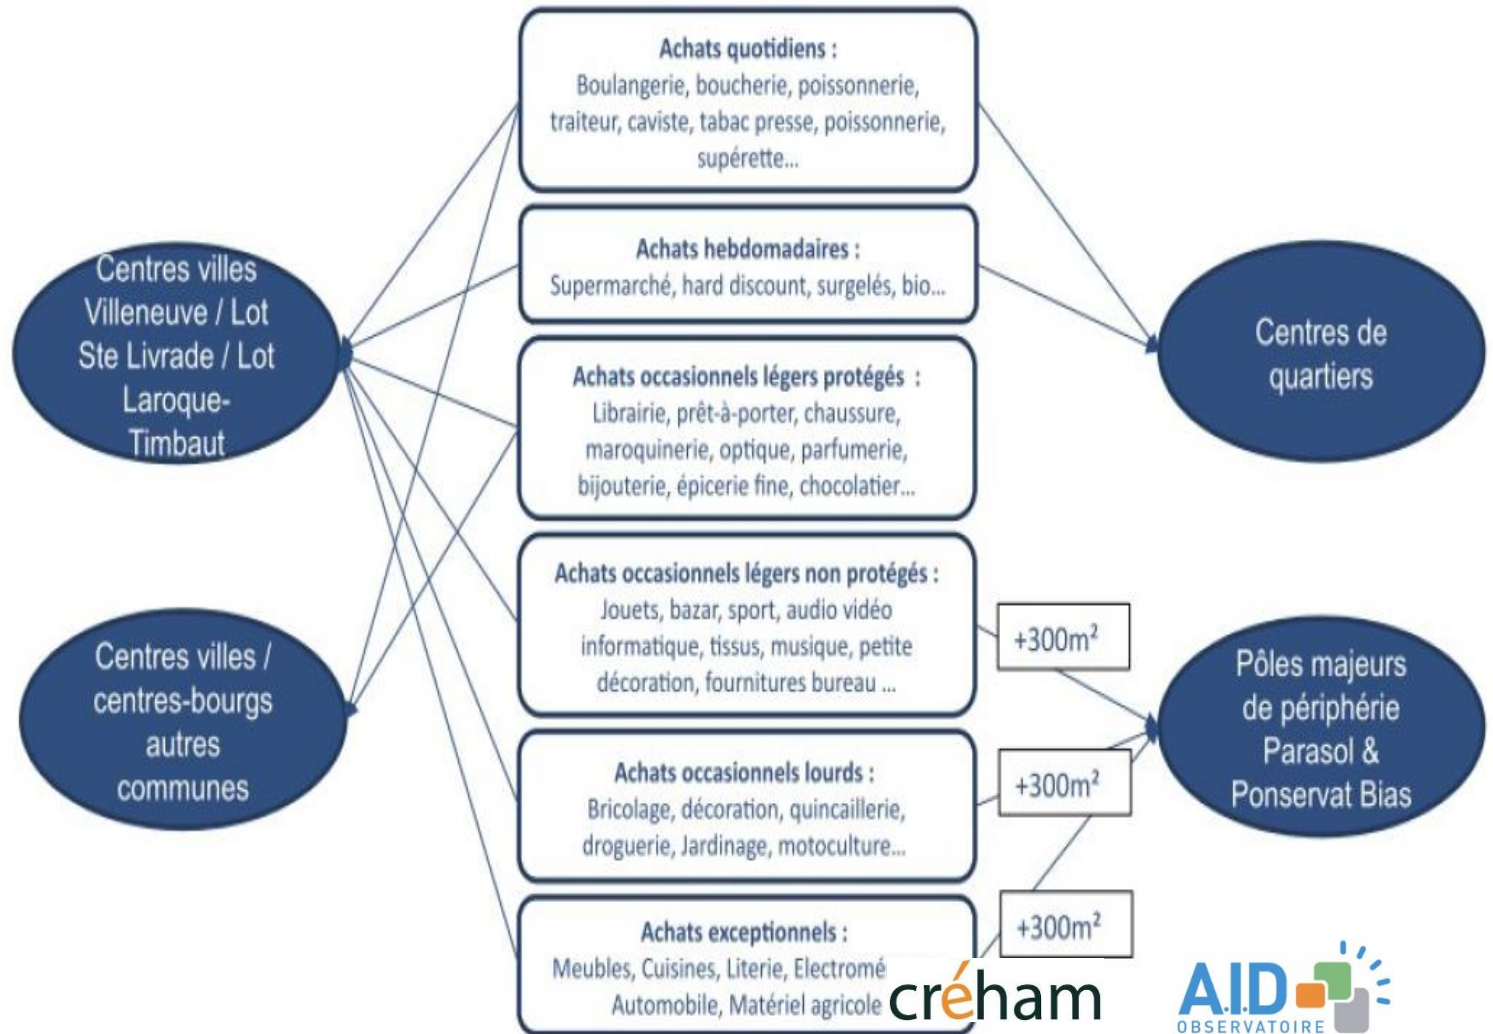 Achats quotidiens :
Boulangerie, boucherie, poissonnerie,
traiteur, caviste, tabac presse, poissonnerie,
supérette...
Achats hebdomadaires :
Supermarché, hard discount, surgelés, bio...
Achats occasionnels légers protégés :
Librairie, prêt-à-porter, chaussure,
maroquinerie, optique, parfumerie,
bijouterie, épicerie fine, chocolatier...
Achats occasionnels légers non protégés :
Jouets, bazar, sport, audio vidéo
informatique, tissus, musique, petite
décoration, fournitures bureau ...
Achats occasionnels lourds :
Bricolage, décoration, quincaillerie,
droguerie, Jardinage, motoculture...
Achats exceptionnels :
Meubles, Cuisines, Literie, Electromé
Automobile, Matériel agricole
Centres villes
Villeneuve / Lot
Ste Livrade / Lot
Laroque-
Timbaut
Centres villes /
centres-bourgs
autres
communes
Centres de
quartiers
+300m²
+300m²
+300m²
Pôles majeurs
de périphérie
Parasol &
Ponservat Bias
créham
A.I.D
OBSERVATOIRE